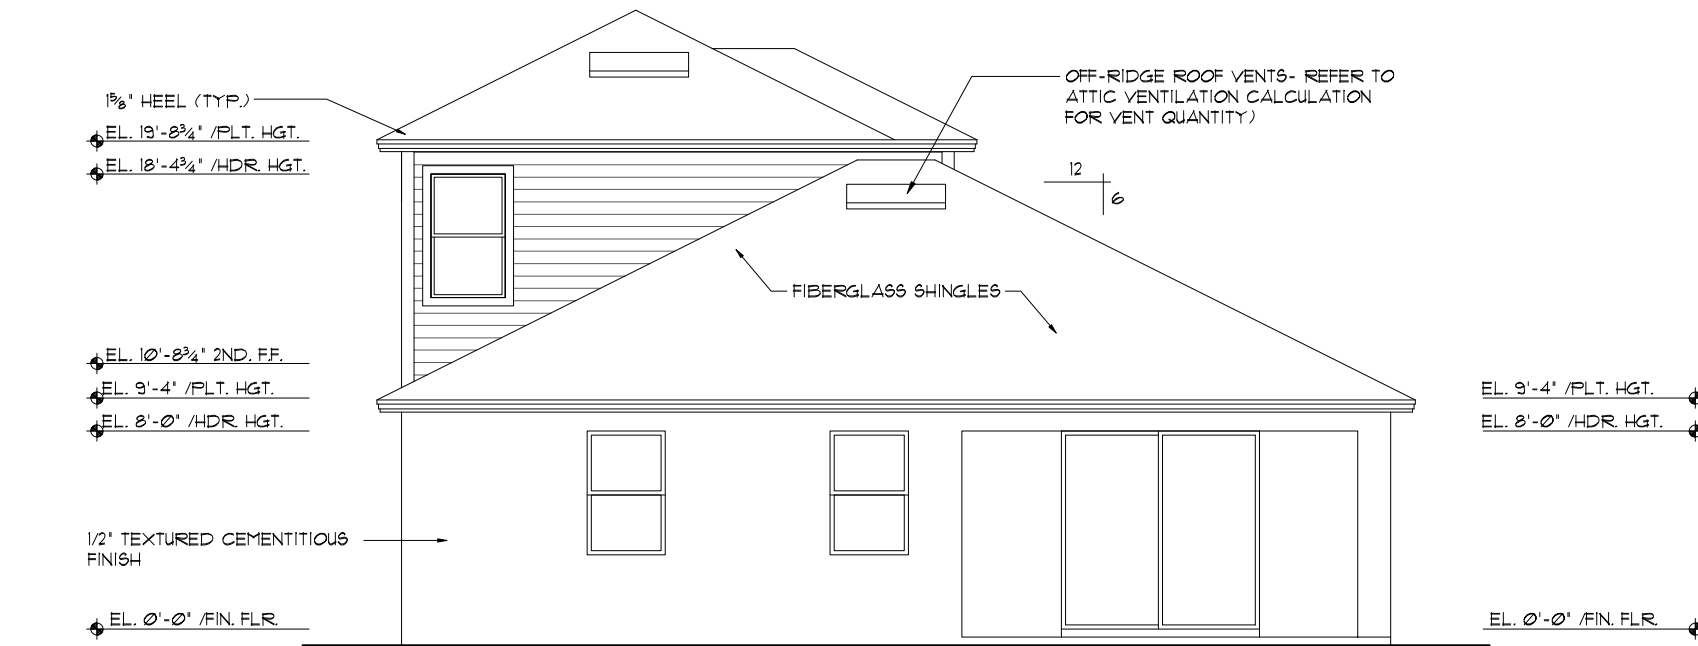 OFF-RIDGE ROOF VENTS- REFER TO
ATTIC VENTILATION CALCULATION
FOR VENT QUANTITY)
1⅝" HEEL (TYP.)
EL. 19'-8¾" /PLT. HGT.
EL. 18'-4¾" /HDR. HGT.
12
6
FIBERGLASS SHINGLES
EL. 10'-8¾" 2ND. F.F.
EL. 9'-4" /PLT. HGT.
EL. 8'-0" /HDR. HGT.
EL. 9'-4" /PLT. HGT.
EL. 8'-0" /HDR. HGT.
1/2" TEXTURED CEMENTITIOUS
FINISH
EL. 0'-0" /FIN. FLR.
EL. 0'-0" /FIN. FLR.